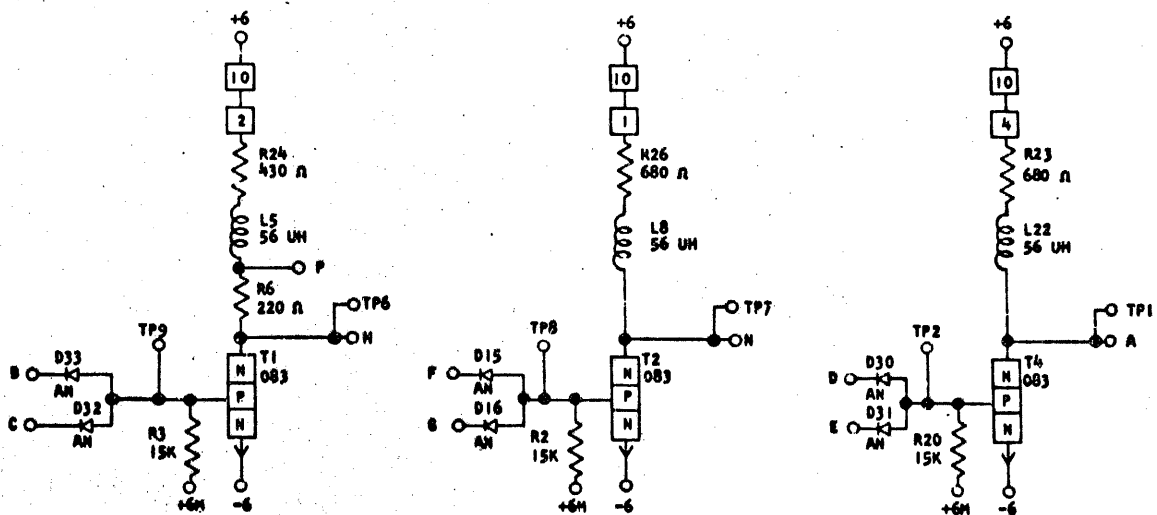 +6
10
2
R24
430 Ω
L5
56 UH
P
R6
220 Ω
TP6
H
TP9
T1
083
N
P
N
B
D33
AN
C
D32
AN
R3
15K
+6M
-6
+6
10
1
R26
680 Ω
L8
56 UH
TP7
N
TP8
T2
083
N
P
N
F
D15
AN
G
D16
AN
R2
15K
+6M
-6
+6
10
4
R23
680 Ω
L22
56 UH
TP1
A
TP2
T4
083
N
P
N
D
D30
AN
E
D31
AN
R20
15K
+6M
-6